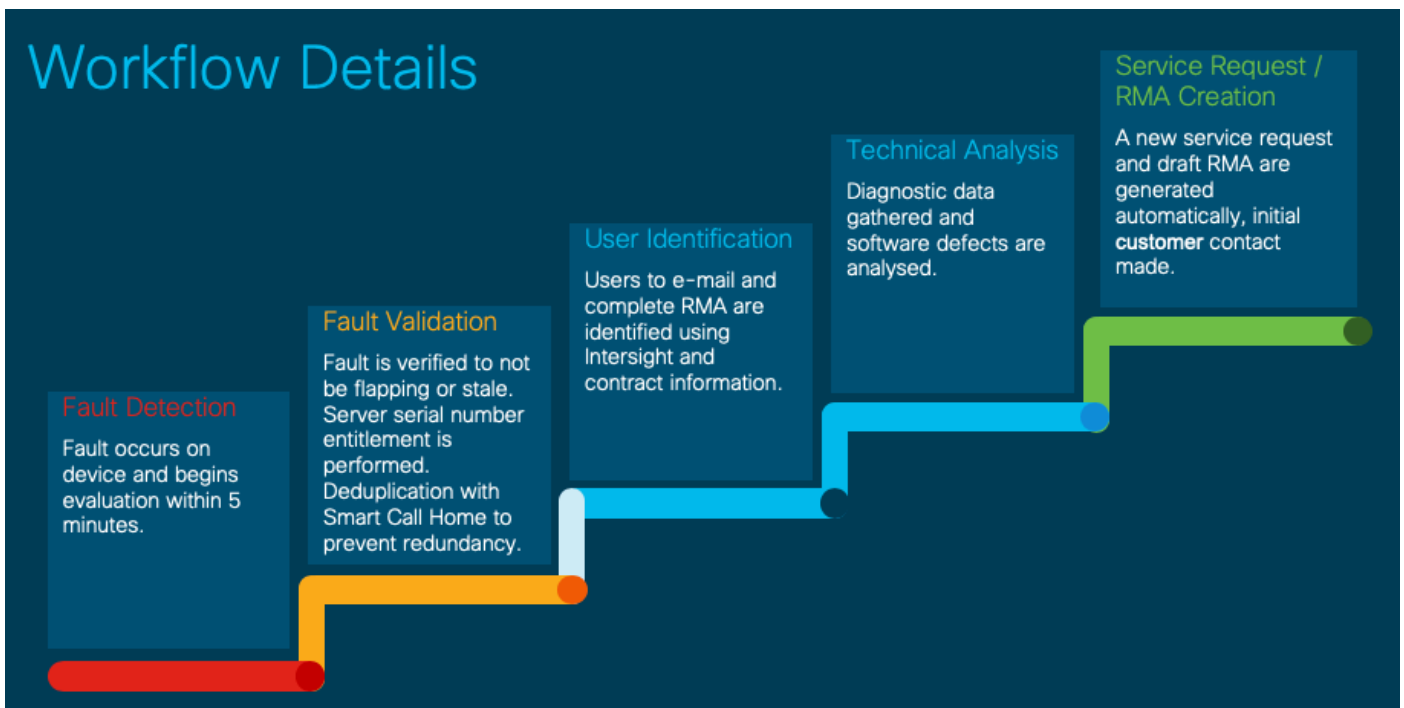 Workflow Details
Fault Detection
Fault occurs on
device and begins
evaluation within 5
minutes.
Fault Validation
Fault is verified to not
be flapping or stale.
Server serial number
entitlement is
performed.
Deduplication with
Smart Call Home to
prevent redundancy.
User Identification
Users to e-mail and
complete RMA are
identified using
Intersight and
contract information.
Technical Analysis
Diagnostic data
gathered and
software defects are
analysed.
Service Request /
RMA Creation
A new service request
and draft RMA are
generated
automatically, initial
customer contact
made.